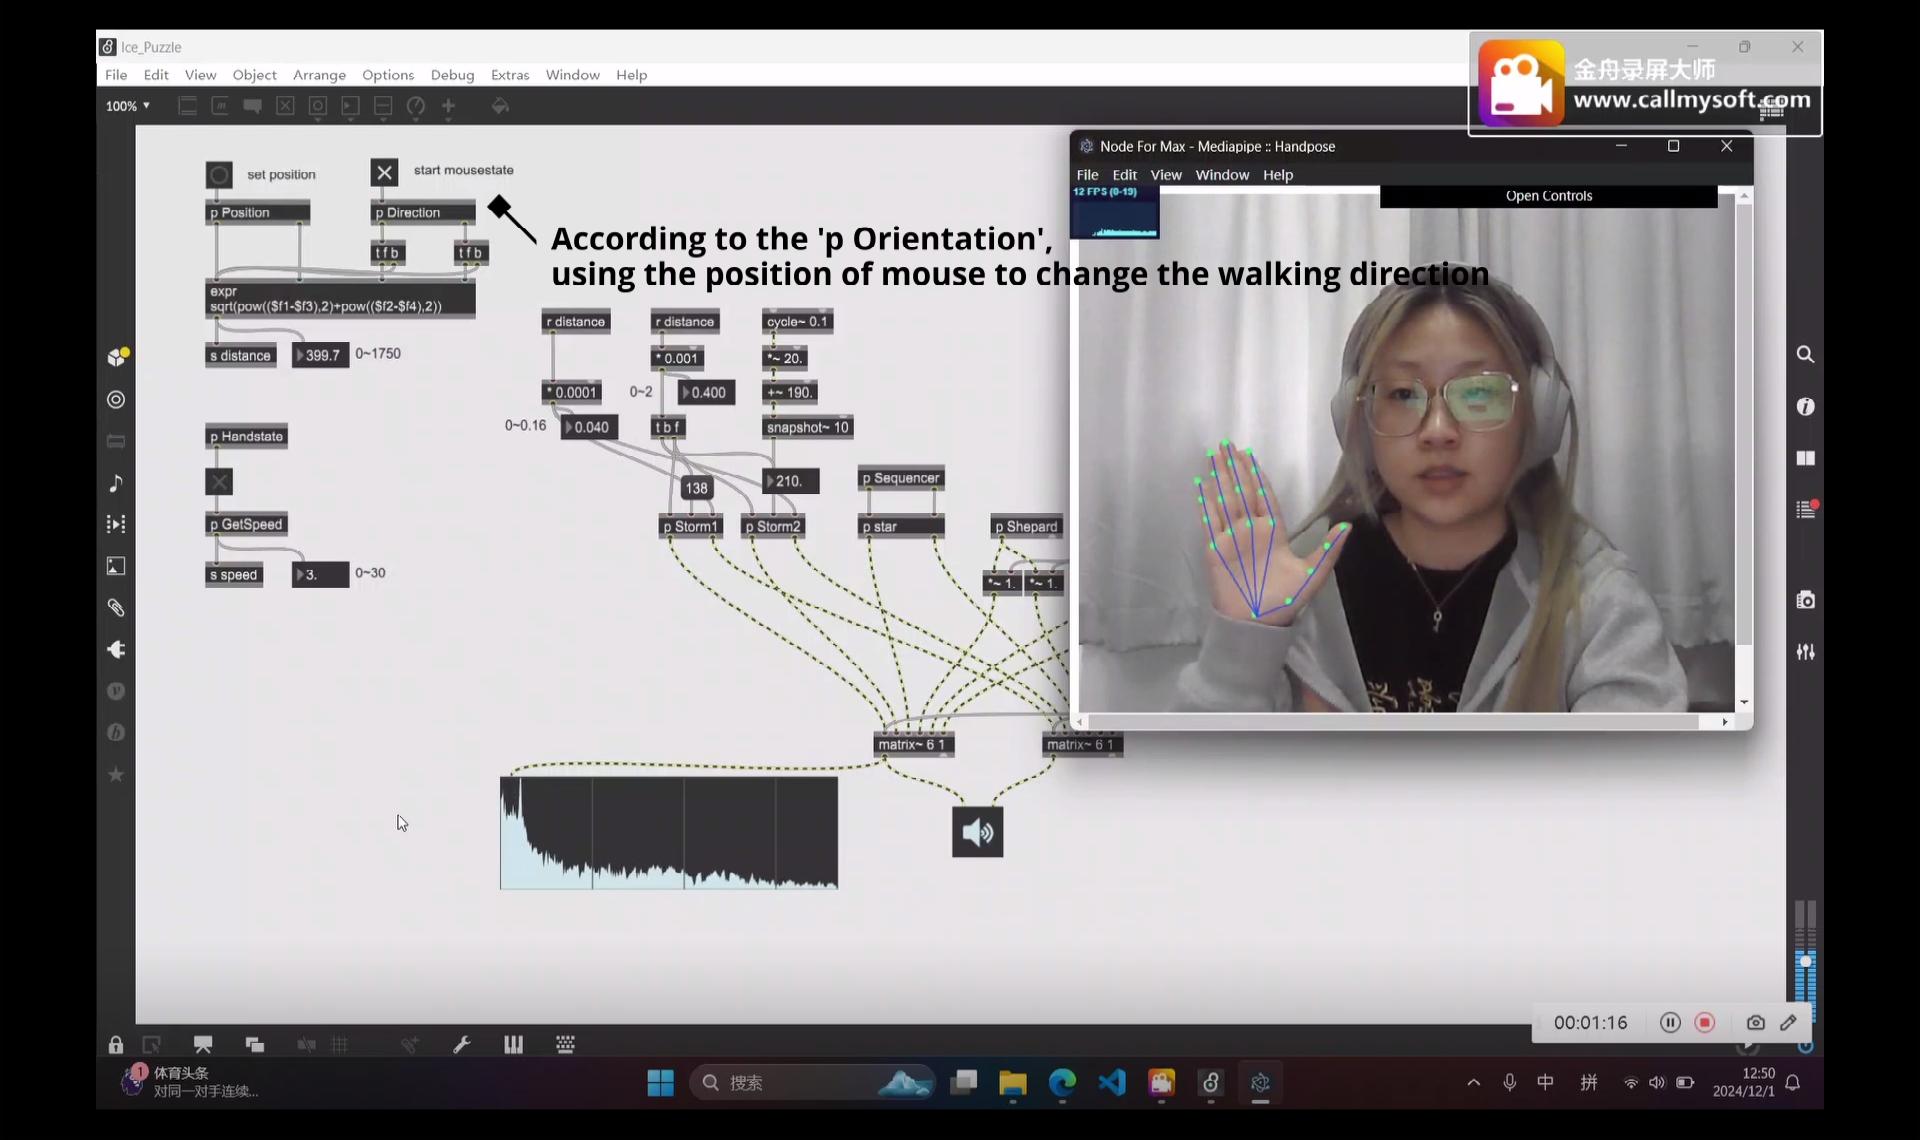 Ice_Puzzle
File Edit View Object Arrange Options Debug Extras Window Help
金舟录屏大师
www.callmysoft.com
100%
set position
start mousestate
p Position
p Direction
t f b
t f b
According to the 'p Orientation',
using the position of mouse to change the walking direction
expr
sqrt(pow(($f1-$f3),2)+pow(($f2-$f4),2))
s distance
399.7
0~1750
r distance
r distance
cycle~ 0.1
* 0.001
*~ 20.
* 0.0001
0~2
0.400
+~ 190.
0~0.16
0.040
t b f
snapshot~ 10
p Handstate
138
210.
p Sequencer
p GetSpeed
p Storm1
p Storm2
p star
p Shepard
s speed
3.
0~30
*~ 1.
*~ 1.
matrix~ 6 1
matrix~ 6 1
Node For Max - Mediapipe :: Handpose
File Edit View Window Help
12 FPS (0-19)
Open Controls
00:01:16
1
体育头条
对同一对手连续...
搜索
中
拼
12:50
2024/12/1